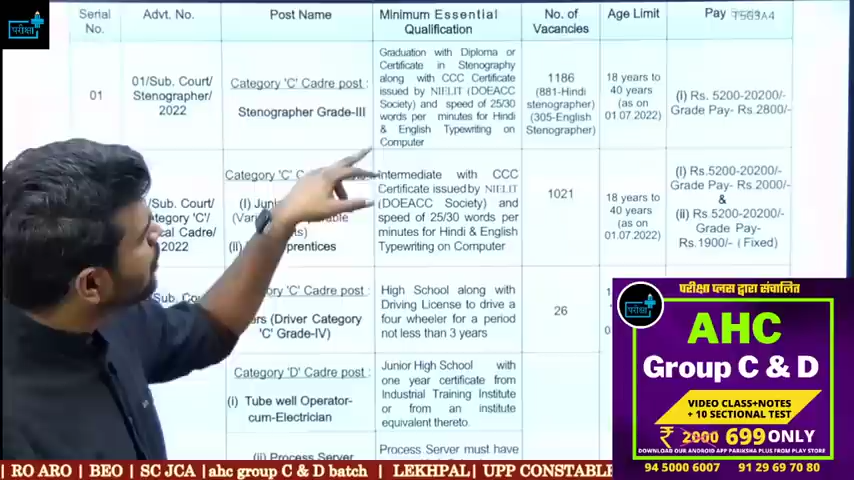 परीक्षा
Serial No.
Advt. No.
Post Name
Minimum Essential Qualification
No. of Vacancies
Age Limit
Pay
T5G3A4
01
01/Sub. Court/
Stenographer/
2022
Category 'C' Cadre post :
Stenographer Grade-III
Graduation with Diploma or
Certificate in Stenography
along with CCC Certificate
issued by NIELIT (DOEACC
Society) and speed of 25/30
words per minutes for Hindi
& English Typewriting on
Computer
1186
(881-Hindi
stenographer)
(305-English
Stenographer)
18 years to
40 years
(as on
01.07.2022)
(i) Rs. 5200-20200/-
Grade Pay- Rs.2800/-
/Sub. Court/
Cadre/
2022
Category 'C'
(I)
(ii)
Intermediate with CCC
Certificate issued by NIELIT
(DOEACC Society) and
speed of 25/30 words per
minutes for Hindi & English
Typewriting on Computer
1021
18 years to
40 years
(as on
01.07.2022)
(i) Rs.5200-20200/-
Grade Pay- Rs.2000/-
&
(ii) Rs.5200-20200/-
Grade Pay-
Rs.1900/- (Fixed)
'C' Cadre post :
(Driver Category
'C' Grade-IV)
High School along with
Driving License to drive a
four wheeler for a period
not less than 3 years
26
Category 'D' Cadre post :
(i) Tube well Operator-
cum-Electrician
Junior High School with
one year certificate from
Industrial Training Institute
or from an institute
equivalent thereto.
(ii) Process Server
Process Server must have
परीक्षा प्लस द्वारा संचालित
परीक्षा
AHC
Group C & D
VIDEO CLASS+NOTES
+ 10 SECTIONAL TEST
₹ 2000 699 ONLY
DOWNLOAD OUR ANDROID APP PARIKSHA PLUS FROM PLAY STORE
94 500 6007 91 29 69 70 80
| RO ARO | BEO | SC JCA |ahc group C & D batch | LEKHPAL| UPP CONSTABLE